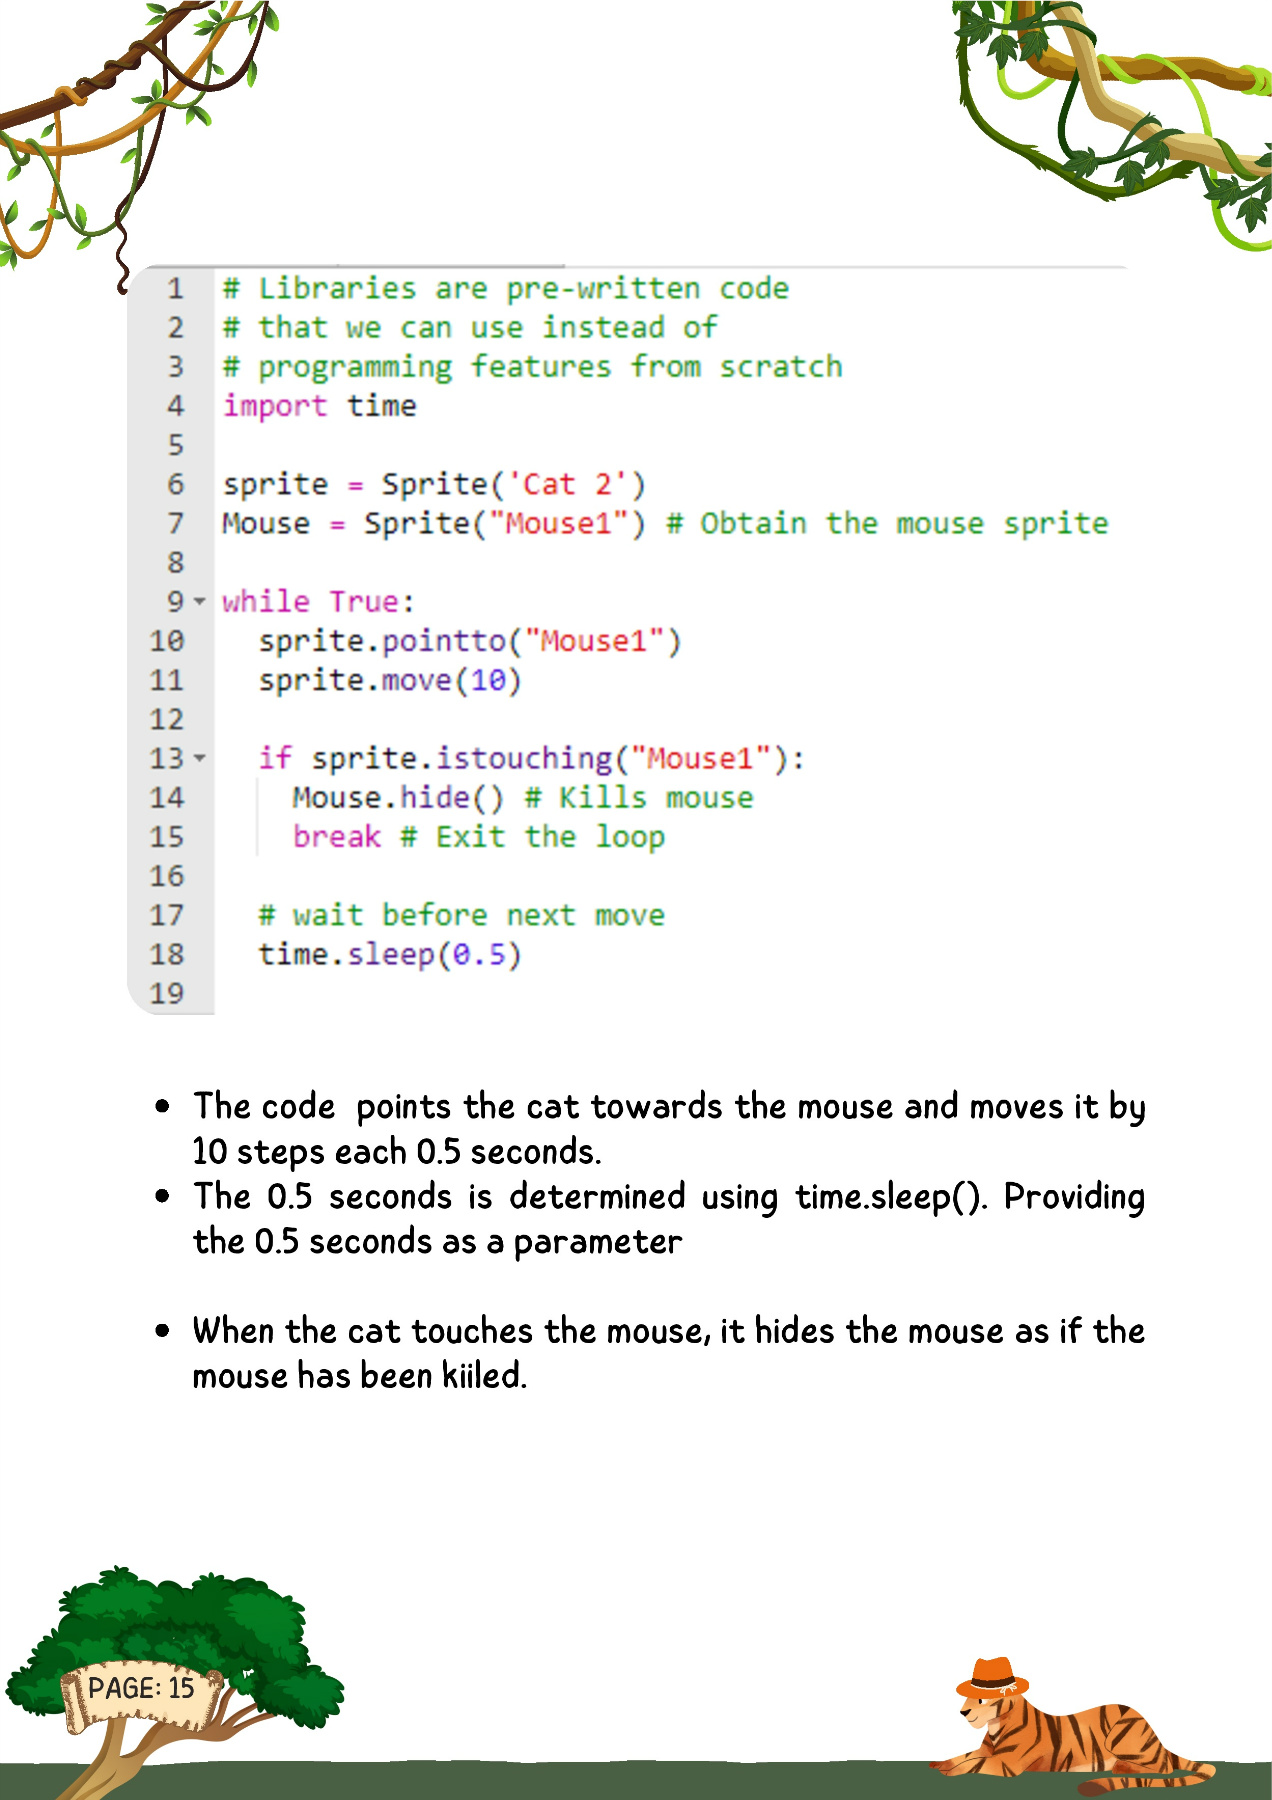 1 # Libraries are pre-written code
2 # that we can use instead of
3 # programming features from scratch
4 import time
5
6 sprite = Sprite('Cat 2')
7 Mouse = Sprite("Mouse1") # Obtain the mouse sprite
8
9 while True:
10   sprite.pointto("Mouse1")
11   sprite.move(10)
12
13   if sprite.istouching("Mouse1"):
14     Mouse.hide() # Kills mouse
15     break # Exit the loop
16
17   # wait before next move
18   time.sleep(0.5)
19
• The code  points the cat towards the mouse and moves it by
10 steps each 0.5 seconds.
• The 0.5 seconds is determined using time.sleep(). Providing
the 0.5 seconds as a parameter
• When the cat touches the mouse, it hides the mouse as if the
mouse has been kiiled.
PAGE: 15